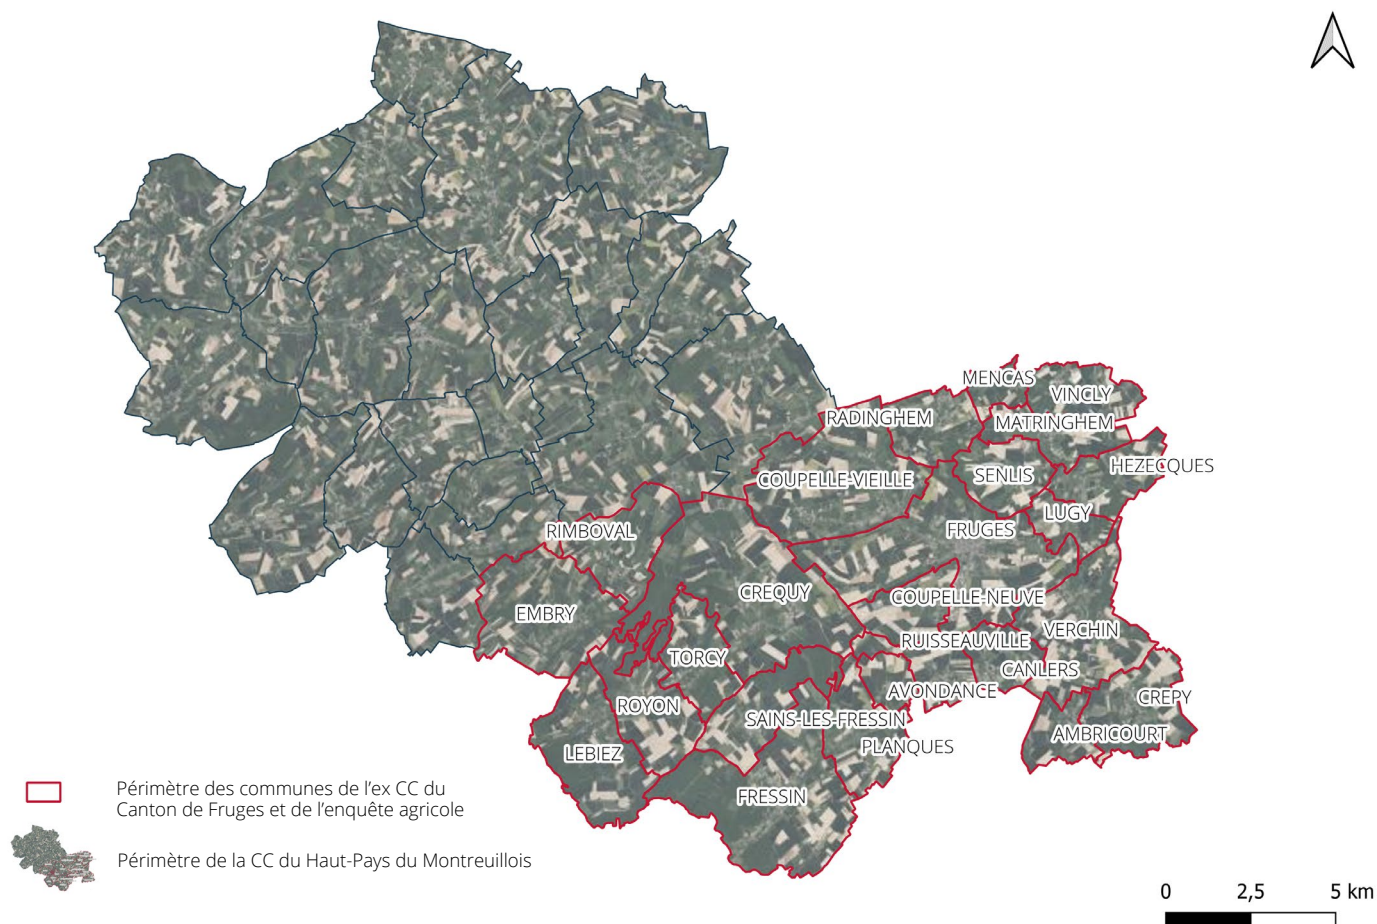 MENCAS
VINCLY
RADINGHEM
MATRINGHEM
HEZECQUES
COUPELLE-VIEILLE
SENLIS
LUGY
RIMBOVAL
FRUGES
CREQUY
COUPELLE-NEUVE
EMBRY
VERCHIN
RUISSEAUVILLE
TORCY
CANLERS
AVONDANCE
CREPY
ROYON
SAINS-LES-FRESSIN
AMBRICOURT
PLANQUES
LEBIEZ
FRESSIN
Périmètre des communes de l'ex CC du
Canton de Fruges et de l'enquête agricole
Périmètre de la CC du Haut-Pays du Montreuillois
0 2,5 5 km